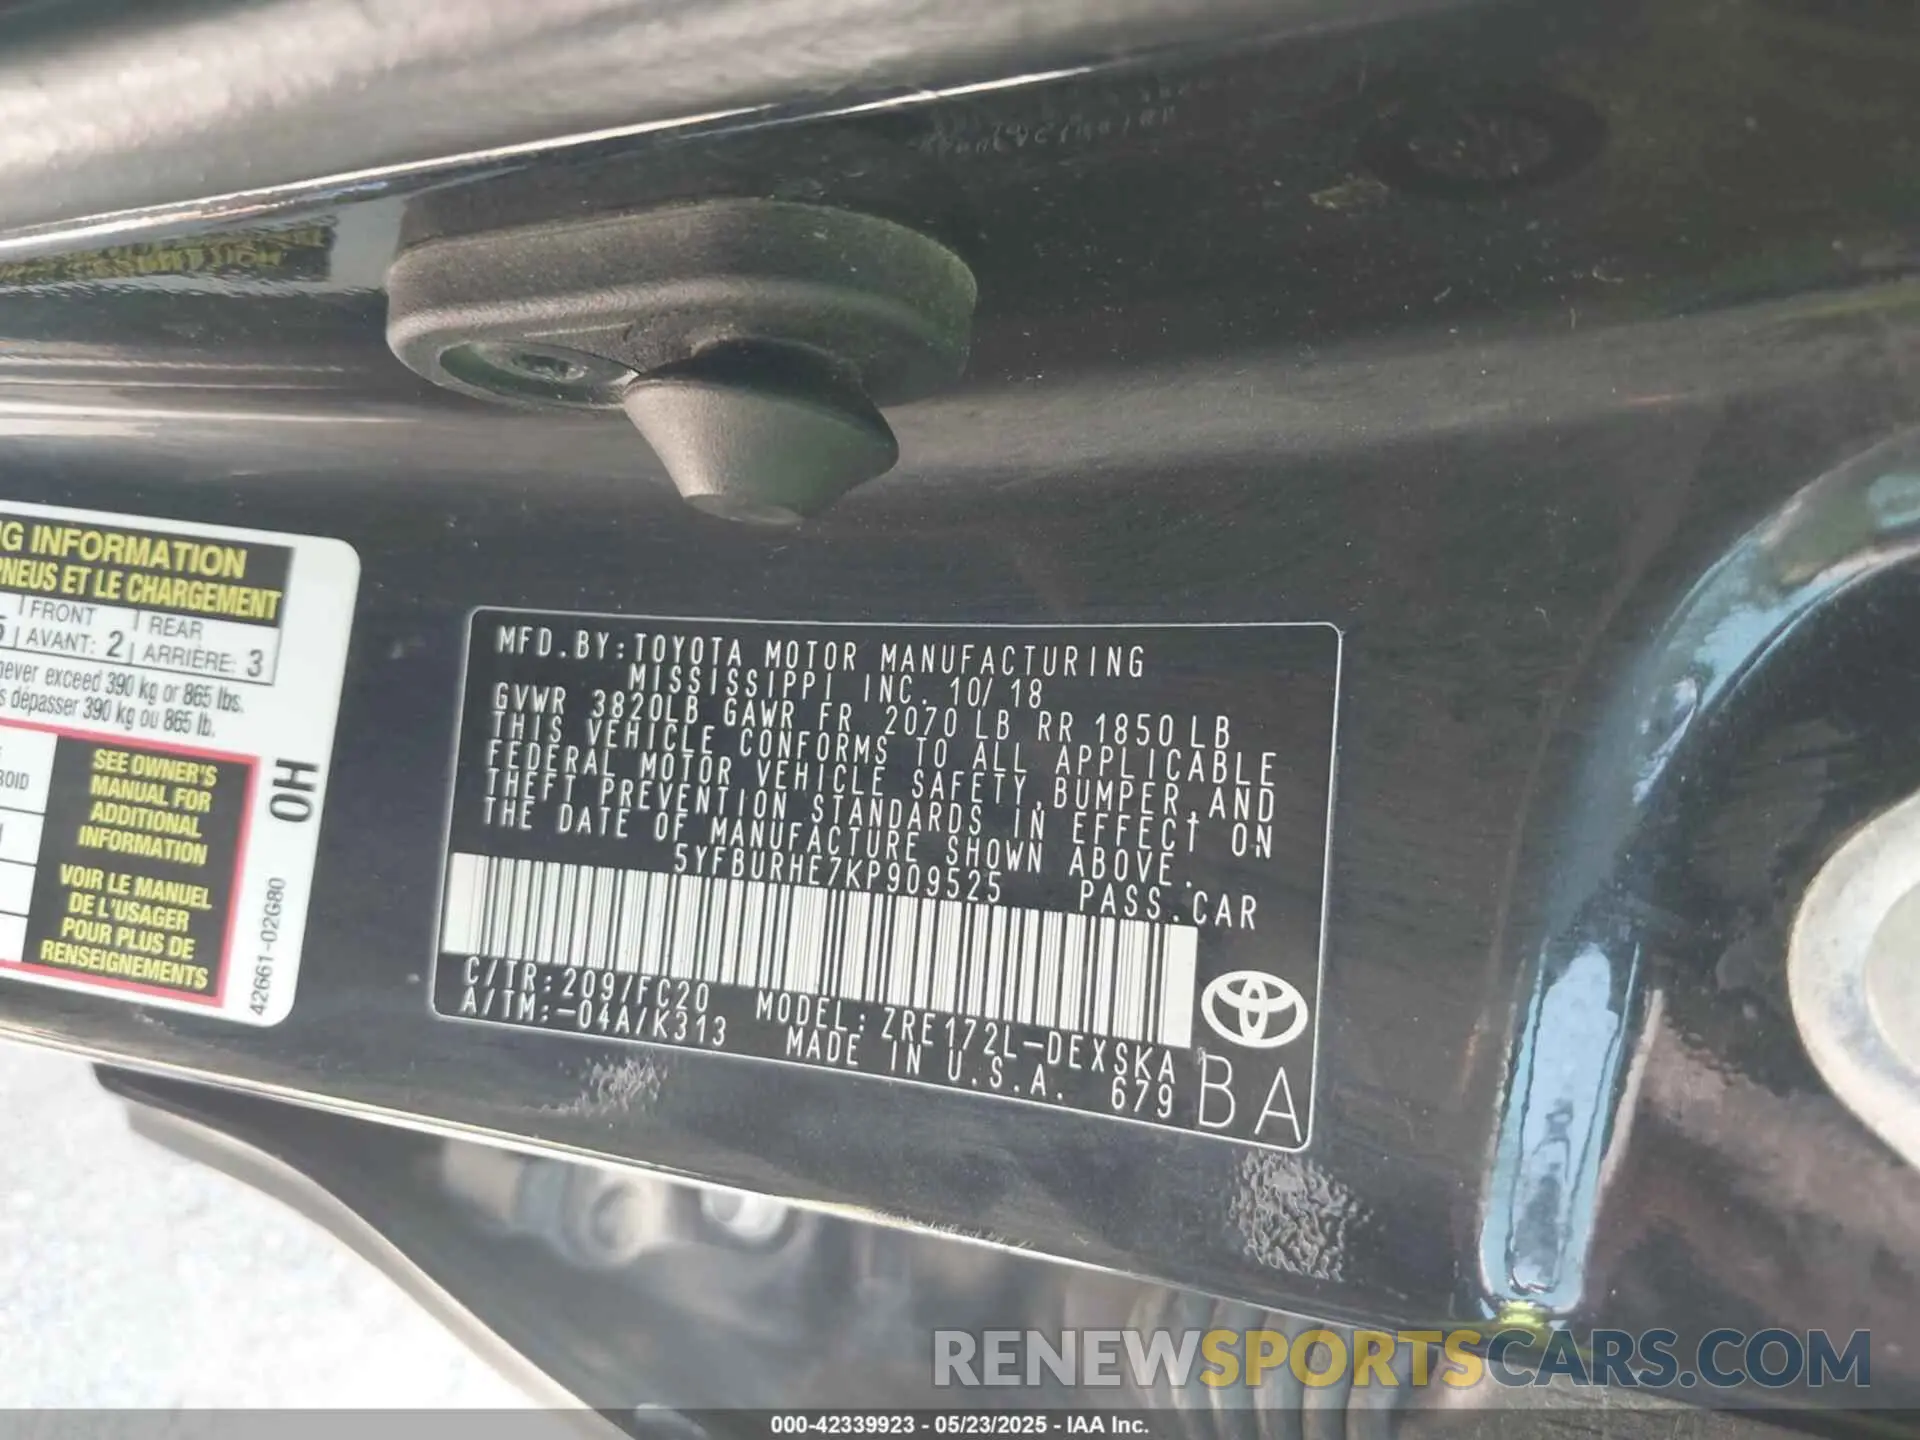 G INFORMATION
PNEUS ET LE CHARGEMENT
FRONT REAR
5 AVANT: 2 ARRIÈRE: 3
never exceed 390 kg or 865 lbs.
s dépasser 390 kg ou 865 lb.
ROID
SEE OWNER'S
MANUAL FOR
ADDITIONAL
INFORMATION
VOIR LE MANUEL
DE L'USAGER
POUR PLUS DE
RENSEIGNEMENTS
OH
42661-02G80
MFD.BY:TOYOTA MOTOR MANUFACTURING
MISSISSIPPI INC. 10/18
GVWR 3820LB GAWR FR 2070LB RR 1850LB
THIS VEHICLE CONFORMS TO ALL APPLICABLE
FEDERAL MOTOR VEHICLE SAFETY,BUMPER,AND
THEFT PREVENTION STANDARDS IN EFFECT ON
THE DATE OF MANUFACTURE SHOWN ABOVE.
5YFBURHE7KP909525 PASS.CAR
C/TR:209/FC20 MODEL:ZRE172L-DEXSKA
A/TM:-04A/K313 MADE IN U.S.A. 679
BA
RENEWSPORTSCARS.COM
000-42339923 - 05/23/2025 - IAA Inc.